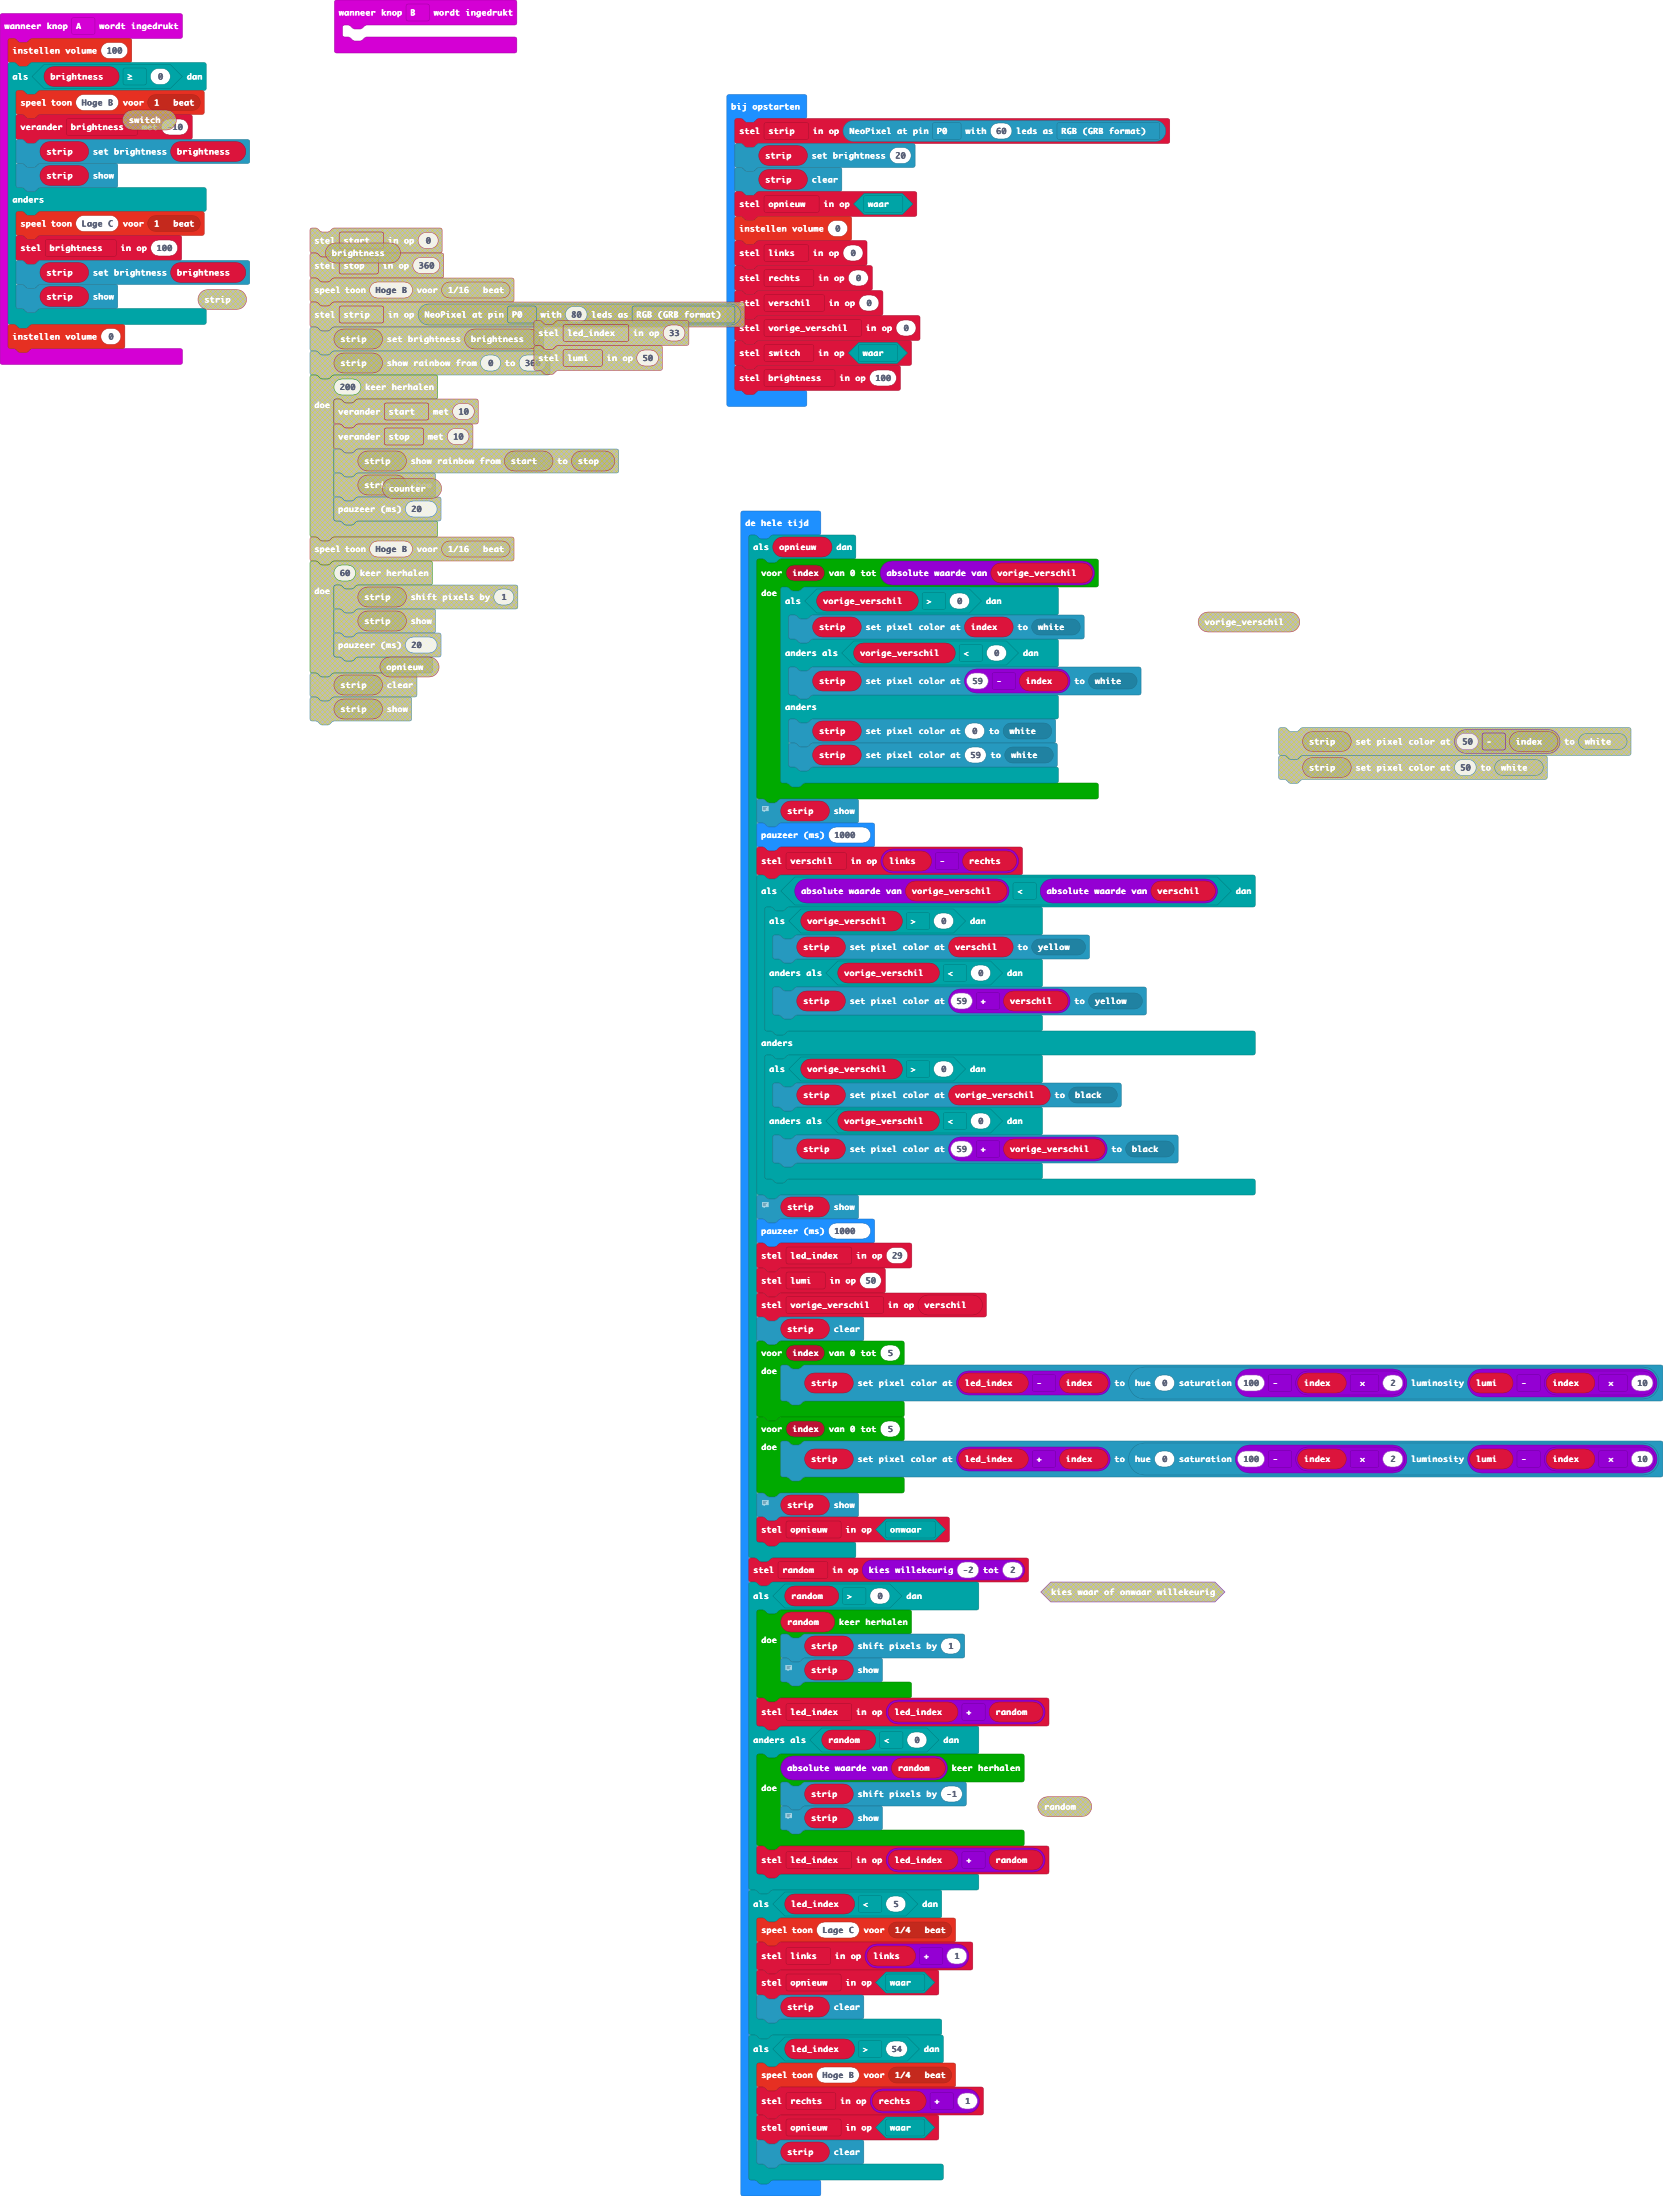 wanneer knop A wordt ingedrukt
instellen volume 100
als brightness ≥ 0 dan
speel toon Hoge B voor 1 beat
switch
verander brightness 10
strip set brightness brightness
strip show
anders
speel toon Lage C voor 1 beat
stel brightness in op 100
strip set brightness brightness
strip show
strip
instellen volume 0
wanneer knop B wordt ingedrukt
stel start in op 0
brightness
stel stop in op 360
speel toon Hoge B voor 1/16 beat
stel strip in op NeoPixel at pin P0 with 80 leds as RGB (GRB format)
strip set brightness brightness
strip show rainbow from 0 to
stel led_index in op 33
stel lumi in op 50
200 keer herhalen
doe
verander start met 10
verander stop met 10
strip show rainbow from start to stop
counter
pauzeer (ms) 20
speel toon Hoge B voor 1/16 beat
60 keer herhalen
doe
strip shift pixels by 1
strip show
pauzeer (ms) 20
opnieuw
strip clear
strip show
bij opstarten
stel strip in op NeoPixel at pin P0 with 60 leds as RGB (GRB format)
strip set brightness 20
strip clear
stel opnieuw in op waar
instellen volume 0
stel links in op 0
stel rechts in op 0
stel verschil in op 0
stel vorige_verschil in op 0
stel switch in op waar
stel brightness in op 100
de hele tijd
als opnieuw dan
voor index van 0 tot absolute waarde van vorige_verschil
doe
als vorige_verschil > 0 dan
strip set pixel color at index to white
anders als vorige_verschil < 0 dan
strip set pixel color at 59 - index to white
anders
strip set pixel color at 0 to white
strip set pixel color at 59 to white
strip show
pauzeer (ms) 1000
stel verschil in op links - rechts
als absolute waarde van vorige_verschil < absolute waarde van verschil dan
als vorige_verschil > 0 dan
strip set pixel color at verschil to yellow
anders als vorige_verschil < 0 dan
strip set pixel color at 59 + verschil to yellow
anders
als vorige_verschil > 0 dan
strip set pixel color at vorige_verschil to black
anders als vorige_verschil < 0 dan
strip set pixel color at 59 + vorige_verschil to black
strip show
pauzeer (ms) 1000
stel led_index in op 29
stel lumi in op 50
stel vorige_verschil in op verschil
strip clear
voor index van 0 tot 5
doe
strip set pixel color at led_index - index to hue 0 saturation 100 - index × 2 luminosity lumi - index × 10
voor index van 0 tot 5
doe
strip set pixel color at led_index + index to hue 0 saturation 100 - index × 2 luminosity lumi - index × 10
strip show
stel opnieuw in op onwaar
stel random in op kies willekeurig -2 tot 2
als random > 0 dan
random keer herhalen
doe
strip shift pixels by 1
strip show
stel led_index in op led_index + random
anders als random < 0 dan
absolute waarde van random keer herhalen
doe
strip shift pixels by -1
strip show
stel led_index in op led_index + random
als led_index < 5 dan
speel toon Lage C voor 1/4 beat
stel links in op links + 1
stel opnieuw in op waar
strip clear
als led_index > 54 dan
speel toon Hoge B voor 1/4 beat
stel rechts in op rechts + 1
stel opnieuw in op waar
strip clear
vorige_verschil
strip set pixel color at 50 - index to white
strip set pixel color at 50 to white
kies waar of onwaar willekeurig
random